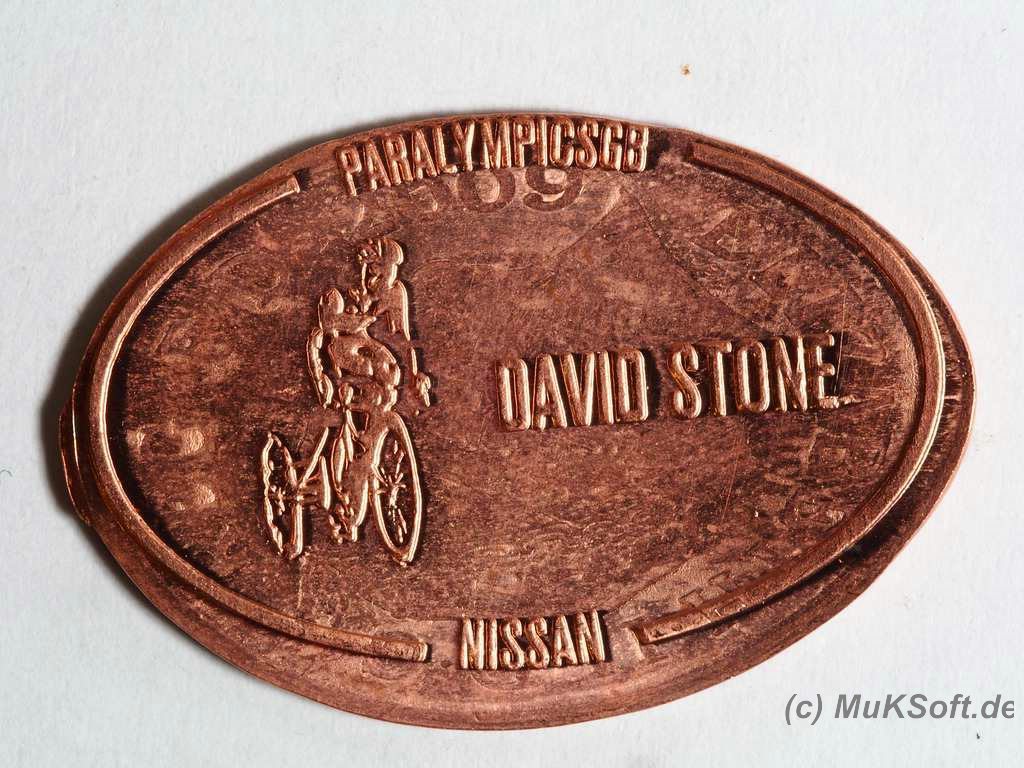 PARALYMPICSGB
DAVID STONE
NISSAN
(c) MuKSoft.de